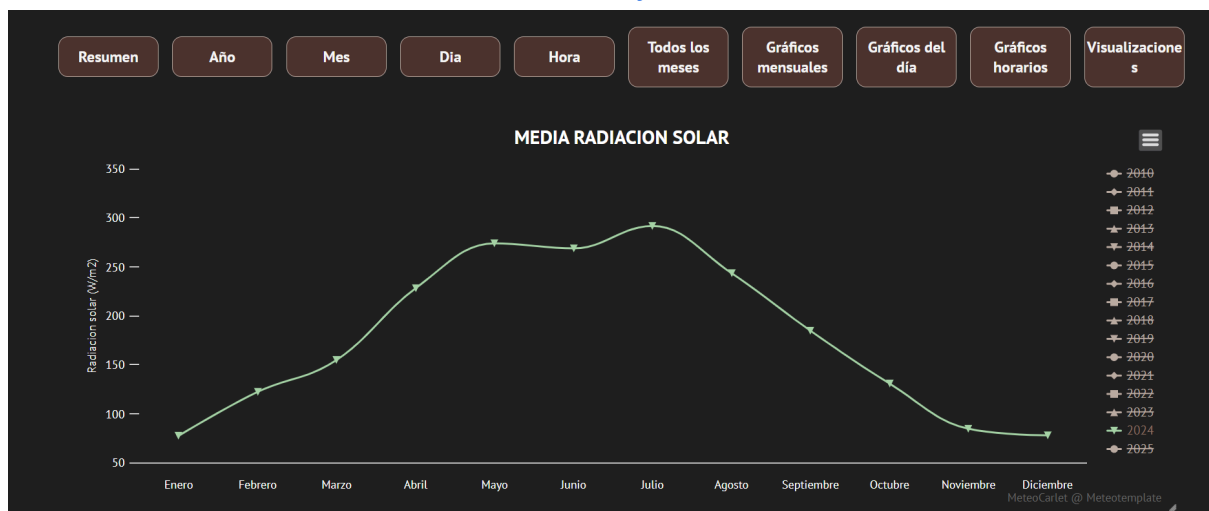 Resumen
Año
Mes
Dia
Hora
Todos los
meses
Gráficos
mensuales
Gráficos del
día
Gráficos
horarios
Visualizacione
s
MEDIA RADIACION SOLAR
Radiacion solar (W/m2)
350
300
250
200
150
100
50
Enero
Febrero
Marzo
Abril
Mayo
Junio
Julio
Agosto
Septiembre
Octubre
Noviembre
Diciembre
2010
2011
2012
2013
2014
2015
2016
2017
2018
2019
2020
2021
2022
2023
2024
2025
MeteoCarlet @ Meteotemplate